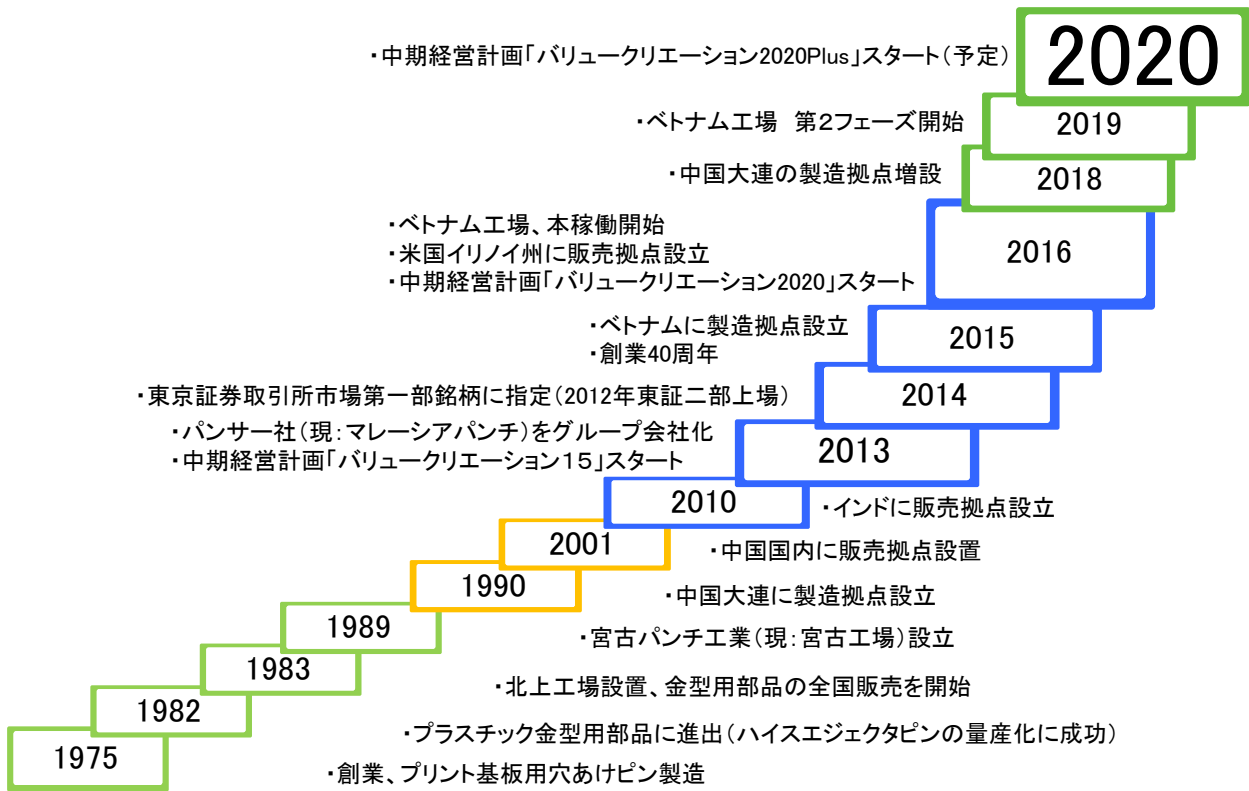 ・中期経営計画「バリュークリエーション2020Plus」スタート（予定）
2020
・ベトナム工場　第２フェーズ開始
2019
・中国大連の製造拠点増設
2018
・ベトナム工場、本稼働開始
・米国イリノイ州に販売拠点設立
・中期経営計画「バリュークリエーション2020」スタート
2016
・ベトナムに製造拠点設立
・創業40周年
2015
・東京証券取引所市場第一部銘柄に指定（2012年東証二部上場）
2014
・パンサー社（現：マレーシアパンチ）をグループ会社化
・中期経営計画「バリュークリエーション１５」スタート
2013
2010
・インドに販売拠点設立
2001
・中国国内に販売拠点設置
1990
・中国大連に製造拠点設立
1989
・宮古パンチ工業（現：宮古工場）設立
1983
・北上工場設置、金型用部品の全国販売を開始
1982
・プラスチック金型用部品に進出（ハイスエジェクタピンの量産化に成功）
1975
・創業、プリント基板用穴あけピン製造